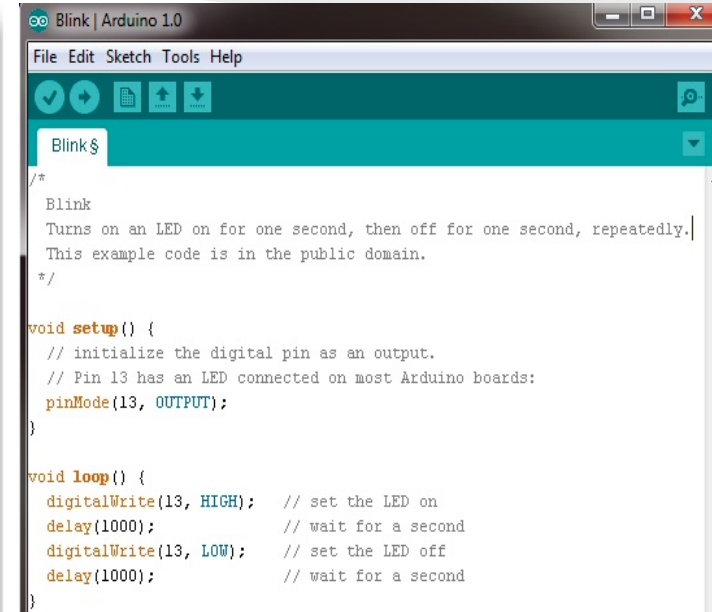 Blink | Arduino 1.0
File Edit Sketch Tools Help
Blink §
/*
  Blink
  Turns on an LED on for one second, then off for one second, repeatedly.
  This example code is in the public domain.
 */

void setup() {
  // initialize the digital pin as an output.
  // Pin 13 has an LED connected on most Arduino boards:
  pinMode(13, OUTPUT);
}

void loop() {
  digitalWrite(13, HIGH);   // set the LED on
  delay(1000);              // wait for a second
  digitalWrite(13, LOW);    // set the LED off
  delay(1000);              // wait for a second
}